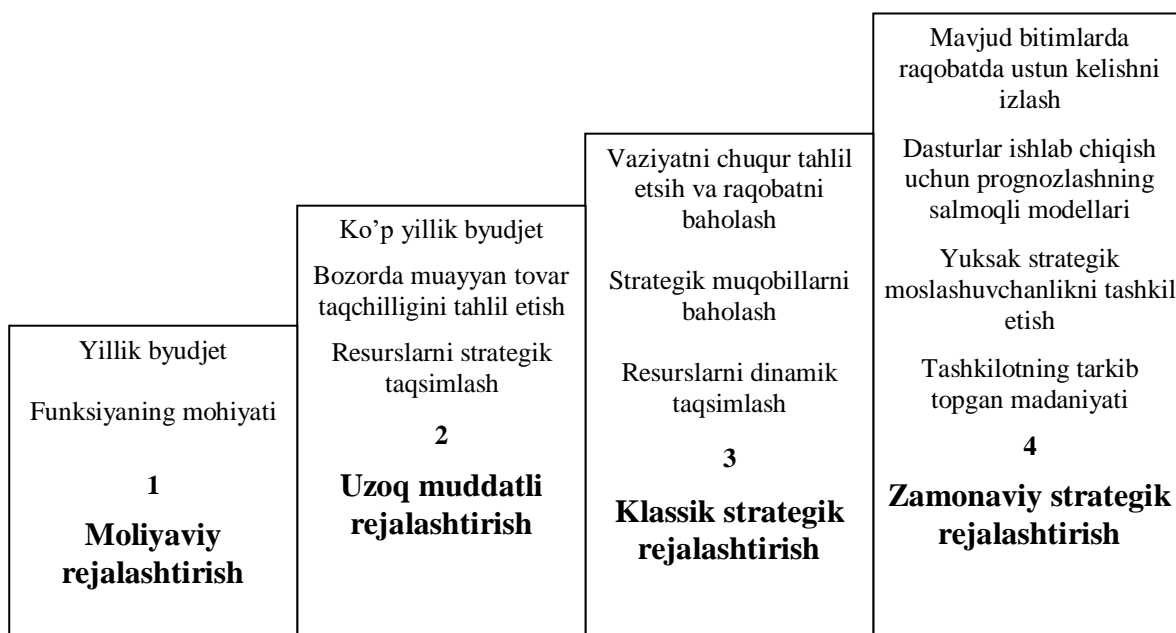 Yillik byudjet
Funksiyaning mohiyati
1
Moliyaviy
rejalashtirish
Ko’p yillik byudjet
Bozorda muayyan tovar
taqchilligini tahlil etish
Resurslarni strategik
taqsimlash
2
Uzoq muddatli
rejalashtirish
Vaziyatni chuqur tahlil
etsih va raqobatni
baholash
Strategik muqobillarni
baholash
Resurslarni dinamik
taqsimlash
3
Klassik strategik
rejalashtirish
Mavjud bitimlarda
raqobatda ustun kelishni
izlash
Dasturlar ishlab chiqish
uchun prognozlashning
salmoqli modellari
Yuksak strategik
moslashuvchanlikni tashkil
etish
Tashkilotning tarkib
topgan madaniyati
4
Zamonaviy strategik
rejalashtirish